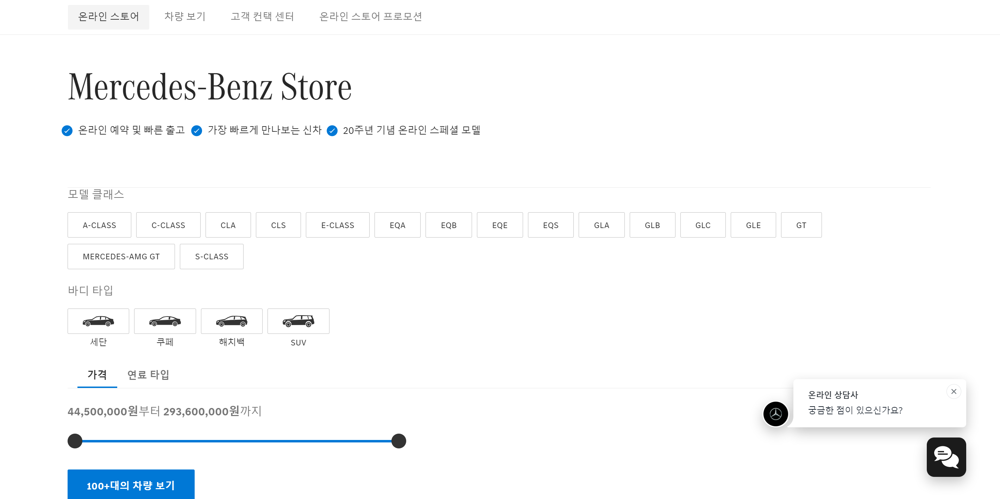 온라인 스토어 차량 보기 고객 컨택 센터 온라인 스토어 프로모션
Mercedes-Benz Store
온라인 예약 및 빠른 출고 가장 빠르게 만나보는 신차 20주년 기념 온라인 스페셜 모델
모델 클래스
A-CLASS C-CLASS CLA CLS E-CLASS EQA EQB EQE EQS GLA GLB GLC GLE GT
MERCEDES-AMG GT S-CLASS
바디 타입
세단 쿠페 해치백 SUV
가격 연료 타입
44,500,000원부터 293,600,000원까지
온라인 상담사
궁금한 점이 있으신가요?
100+대의 차량 보기